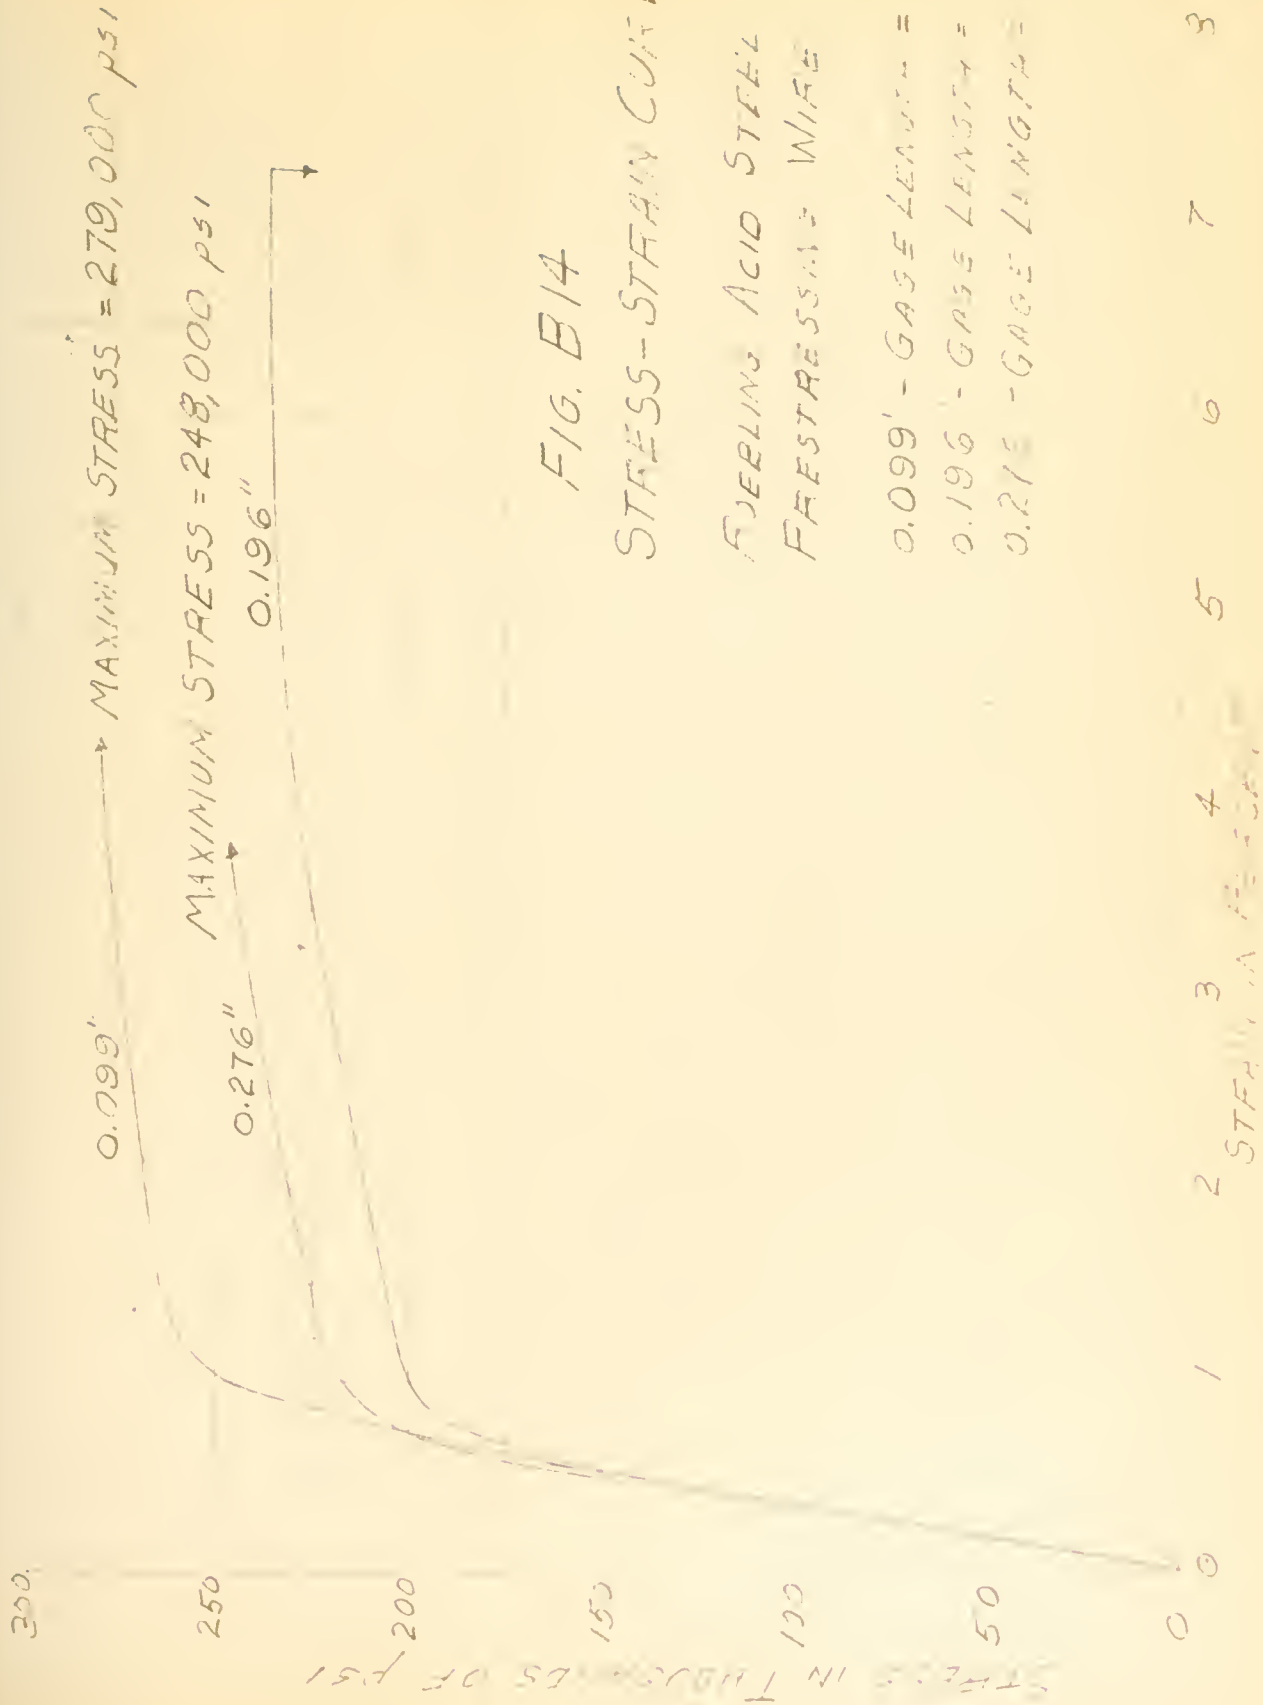 MAXIMUM STRESS = 279,000 psi
0.099"
MAXIMUM STRESS = 248,000 psi
0.276"
0.196"
FIG. B14
STRESS-STRAIN
ACID STEEL
PRESTRESSING WIRE
0.099" - GAGE LENGTH =
0.196" - GAGE LENGTH =
GAGE LENGTH =
300
250
200
150
100
50
0
STRESS IN THOUSANDS OF psi
0 1 2 3 4 5 6 7
STRAIN IN